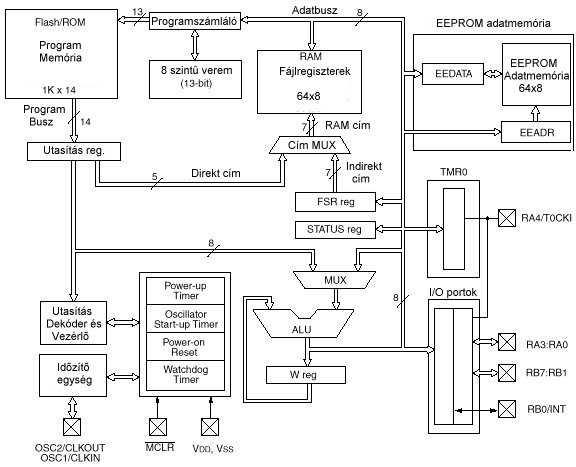 Flash/ROM
Program
Memória
1K x 14
13
Programszámláló
8 szintű verem
(13-bit)
Adatbusz
8
RAM
Fájlregiszterek
64x8
EEPROM adatmemória
EEDATA
EEPROM
Adatmemória
64x8
EEADR
Program
Busz
14
Utasítás reg.
7
RAM cím
Cím MUX
5
Direkt cím
7
Indirekt
cím
FSR reg
STATUS reg
TMR0
RA4/T0CKI
8
MUX
8
I/O portok
Utasítás
Dekóder és
Vezérlő
Power-up
Timer
Oscillator
Start-up Timer
Power-on
Reset
Watchdog
Timer
ALU
W reg
Időzítő
egység
RA3:RA0
RB7:RB1
RB0/INT
OSC2/CLKOUT
OSC1/CLKIN
MCLR
VDD, VSS